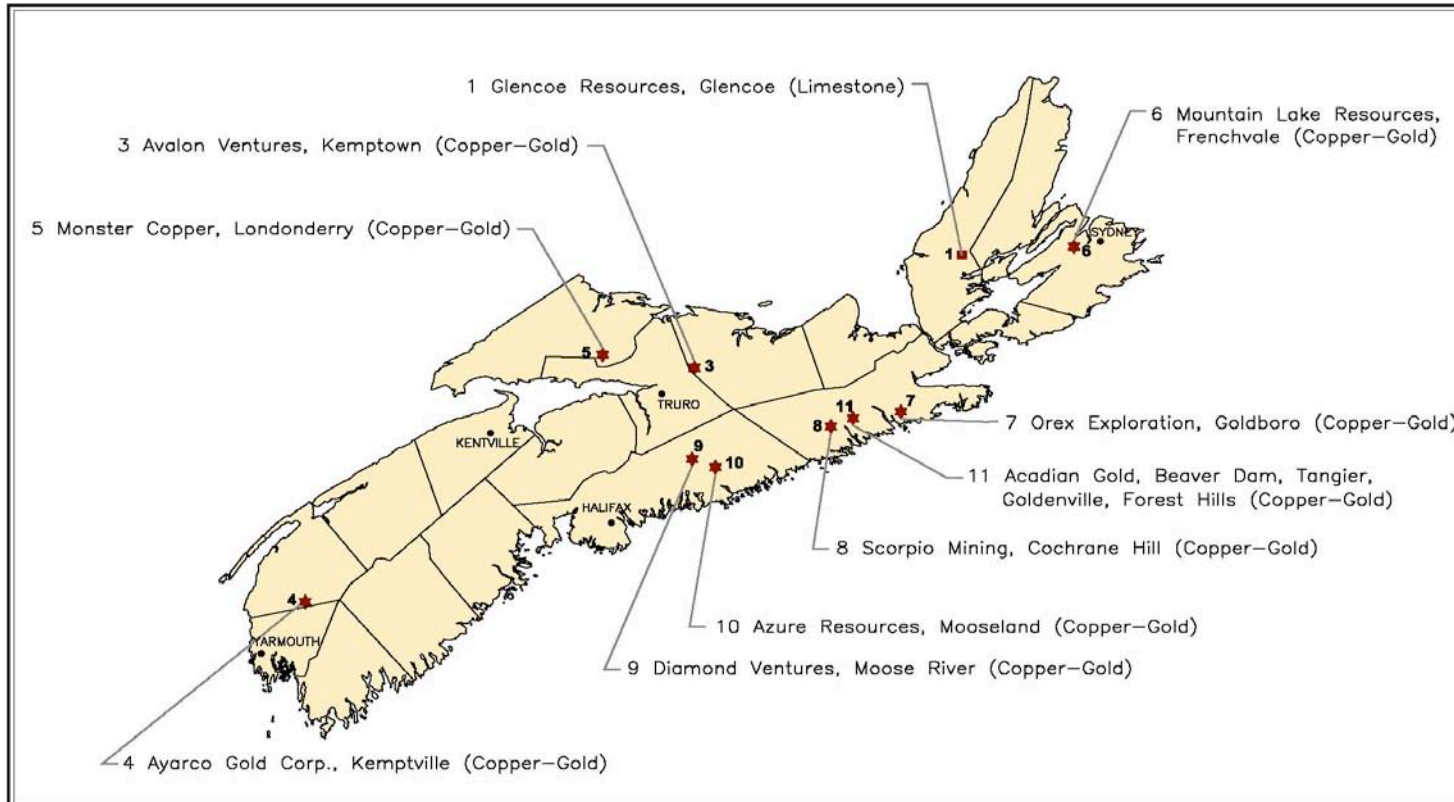 1 Glencoe Resources, Glencoe (Limestone)
6 Mountain Lake Resources,
Frenchvale (Copper-Gold)
3 Avalon Ventures, Kemptown (Copper-Gold)
5 Monster Copper, Londonderry (Copper-Gold)
SYDNEY
1
6
5
3
TRURO
11
7
8
KENTVILLE
7 Orex Exploration, Goldboro (Copper-Gold)
9
10
11 Acadian Gold, Beaver Dam, Tangier,
Goldenville, Forest Hills (Copper-Gold)
HALIFAX
8 Scorpio Mining, Cochrane Hill (Copper-Gold)
4
10 Azure Resources, Mooseland (Copper-Gold)
YARMOUTH
9 Diamond Ventures, Moose River (Copper-Gold)
4 Ayarco Gold Corp., Kemptville (Copper-Gold)